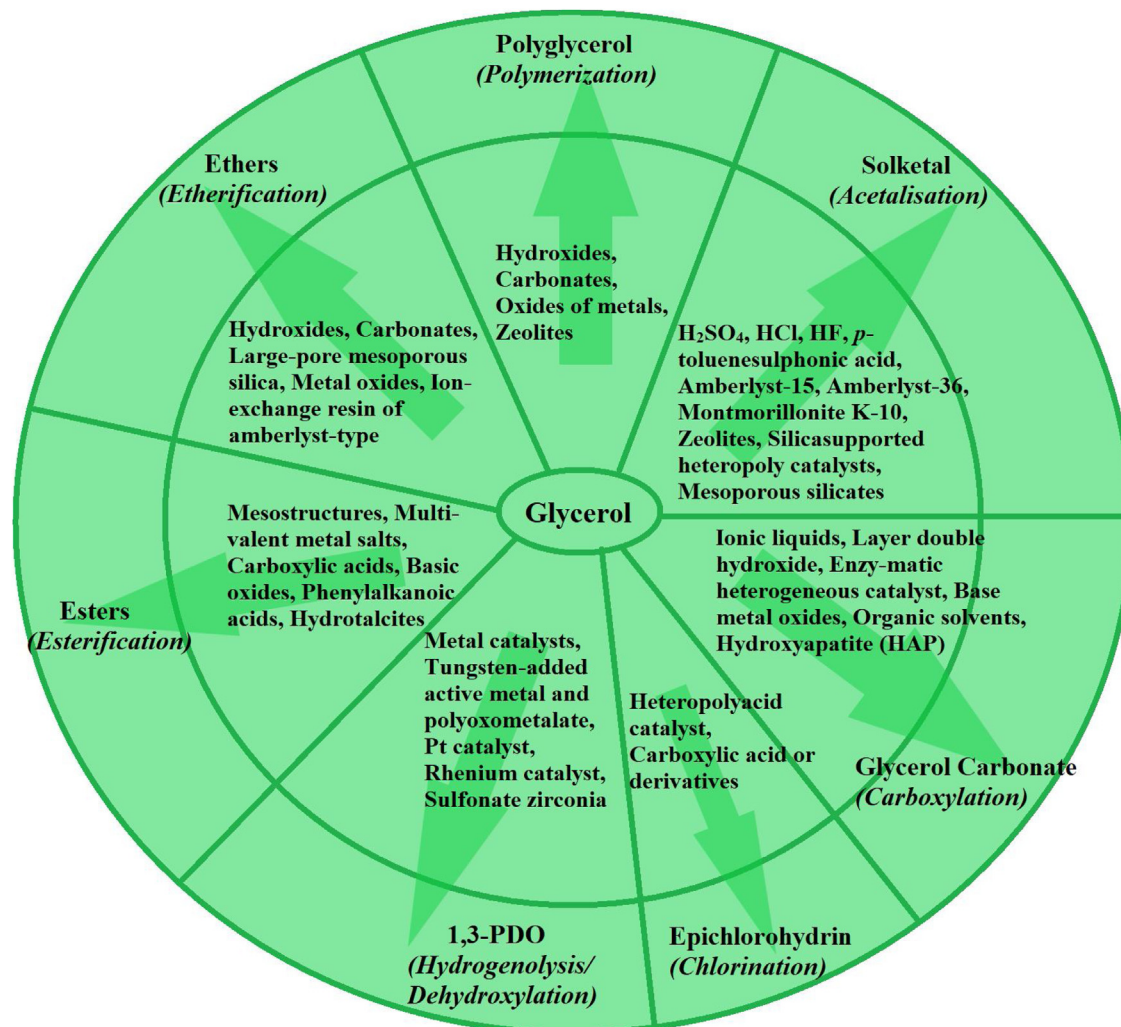 Polyglycerol
(Polymerization)
Hydroxides,
Carbonates,
Oxides of metals,
Zeolites
Solketal
(Acetalisation)
H₂SO₄, HCl, HF, p-
toluenesulphonic acid,
Amberlyst-15, Amberlyst-36,
Montmorillonite K-10,
Zeolites, Silicasupported
heteropoly catalysts,
Mesoporous silicates
Ionic liquids, Layer double
hydroxide, Enzy-matic
heterogeneous catalyst, Base
metal oxides, Organic solvents,
Hydroxyapatite (HAP)
Glycerol Carbonate
(Carboxylation)
Heteropolyacid
catalyst,
Carboxylic acid or
derivatives
Epichlorohydrin
(Chlorination)
Metal catalysts,
Tungsten-added
active metal and
polyoxometalate,
Pt catalyst,
Rhenium catalyst,
Sulfonate zirconia
1,3-PDO
(Hydrogenolysis/
Dehydroxylation)
Mesostructures, Multi-
valent metal salts,
Carboxylic acids, Basic
oxides, Phenylalkanoic
acids, Hydrotalcites
Esters
(Esterification)
Ethers
(Etherification)
Hydroxides, Carbonates,
Large-pore mesoporous
silica, Metal oxides, Ion-
exchange resin of
amberlyst-type
Glycerol